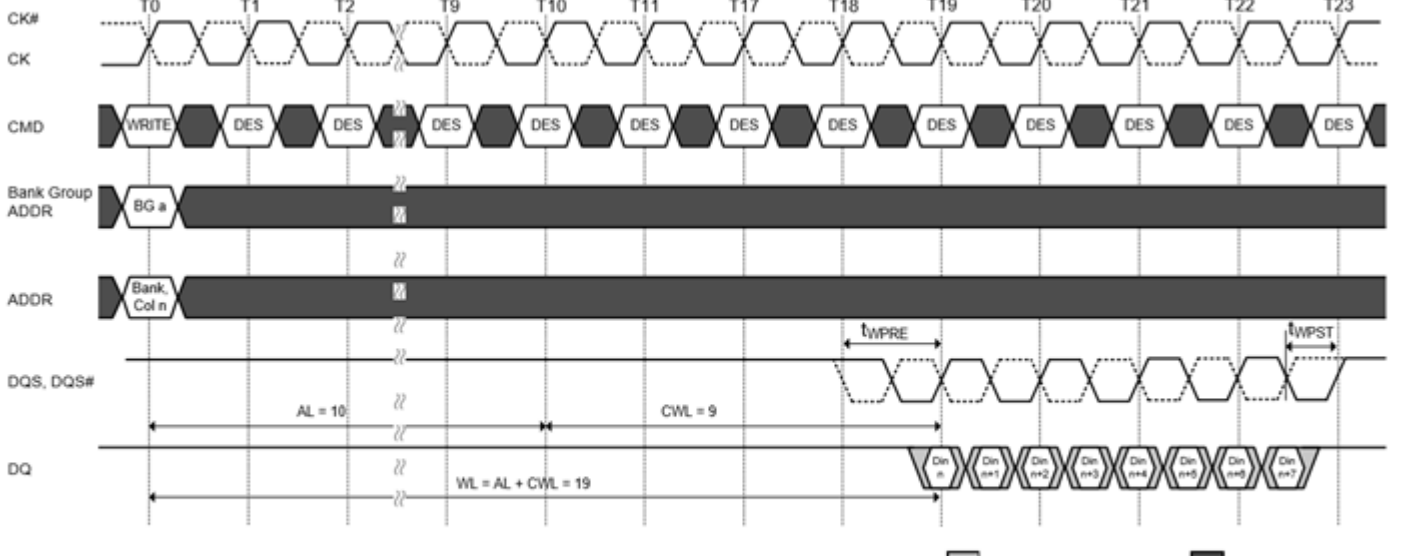 T0 T1 T2 T9 T10 T11 T17 T18 T19 T20 T21 T22 T23
CK#
CK
CMD
WRITE DES DES DES DES DES DES DES DES DES DES DES DES
Bank Group
ADDR
BG a
ADDR
Bank,
Col n
tWPRE
tWPST
DQS, DQS#
AL = 10
CWL = 9
DQ
Din n
Din n+1
Din n+2
Din n+3
Din n+4
Din n+5
Din n+6
Din n+7
WL = AL + CWL = 19